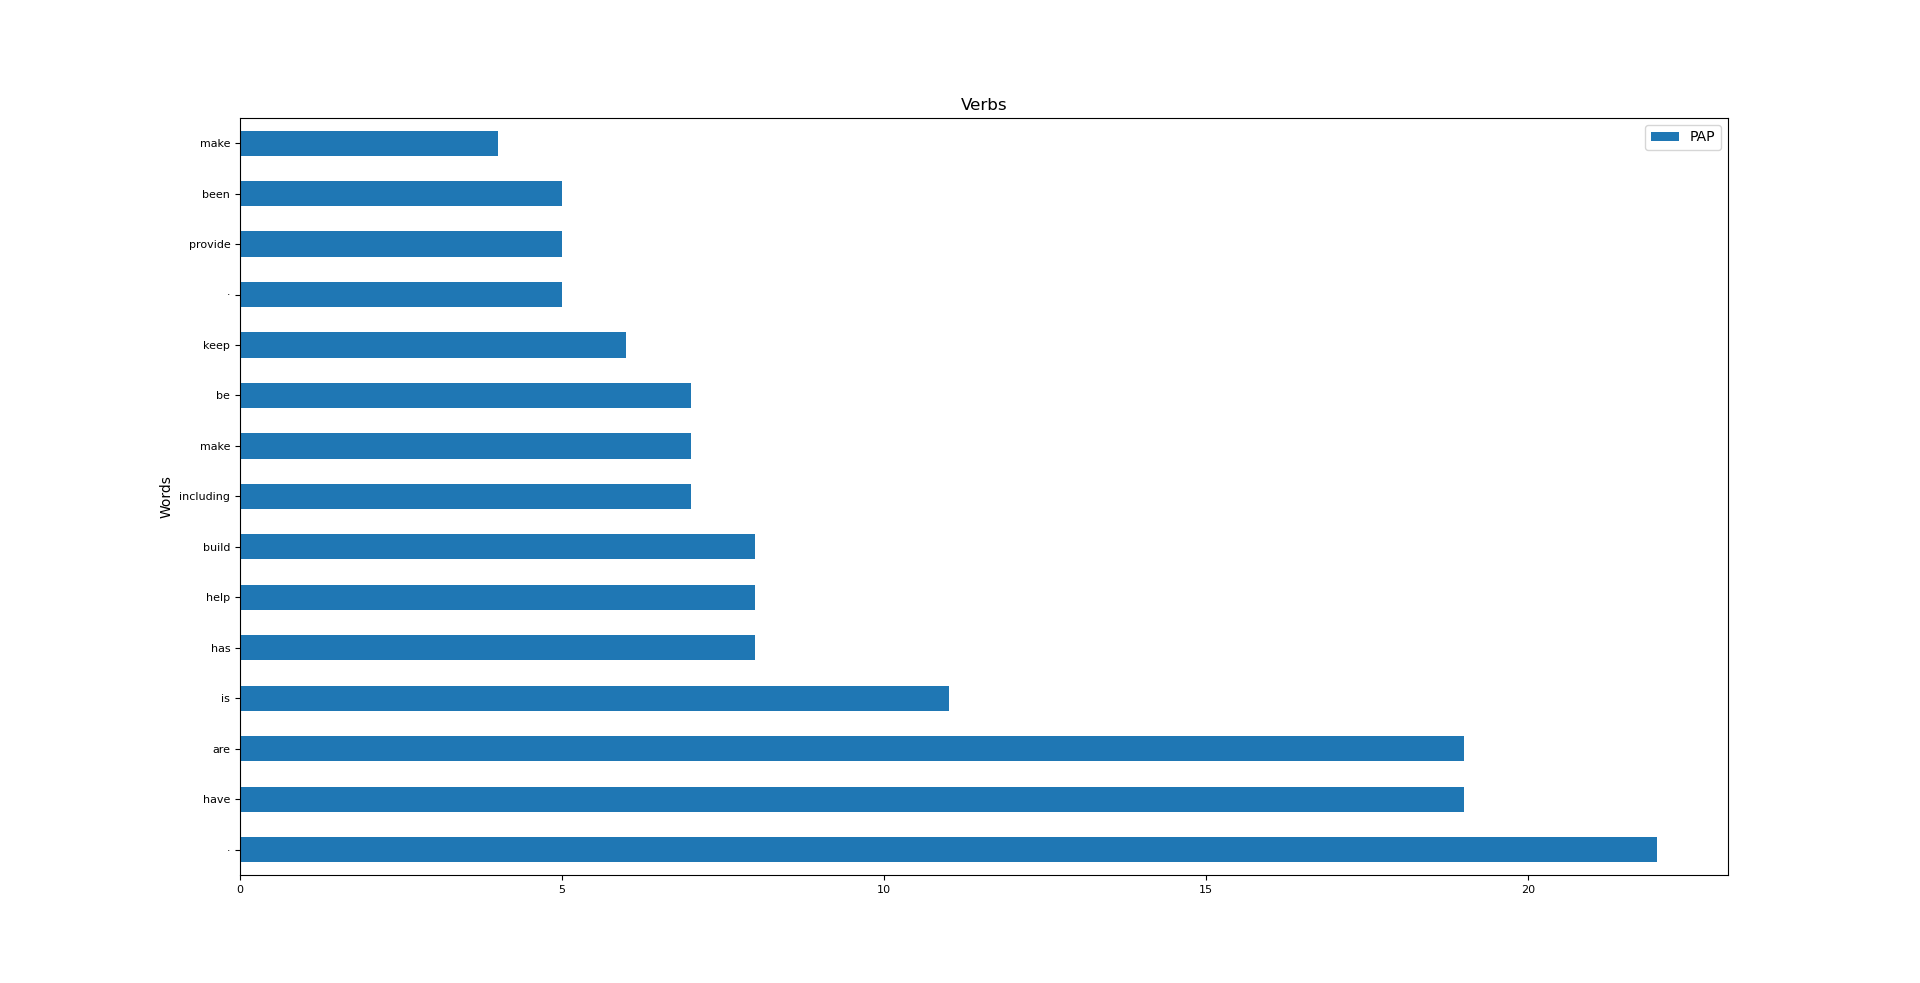 Verbs
PAP
make
been
provide
·
keep
be
make
including
build
help
has
is
are
have
·
Words
0 5 10 15 20